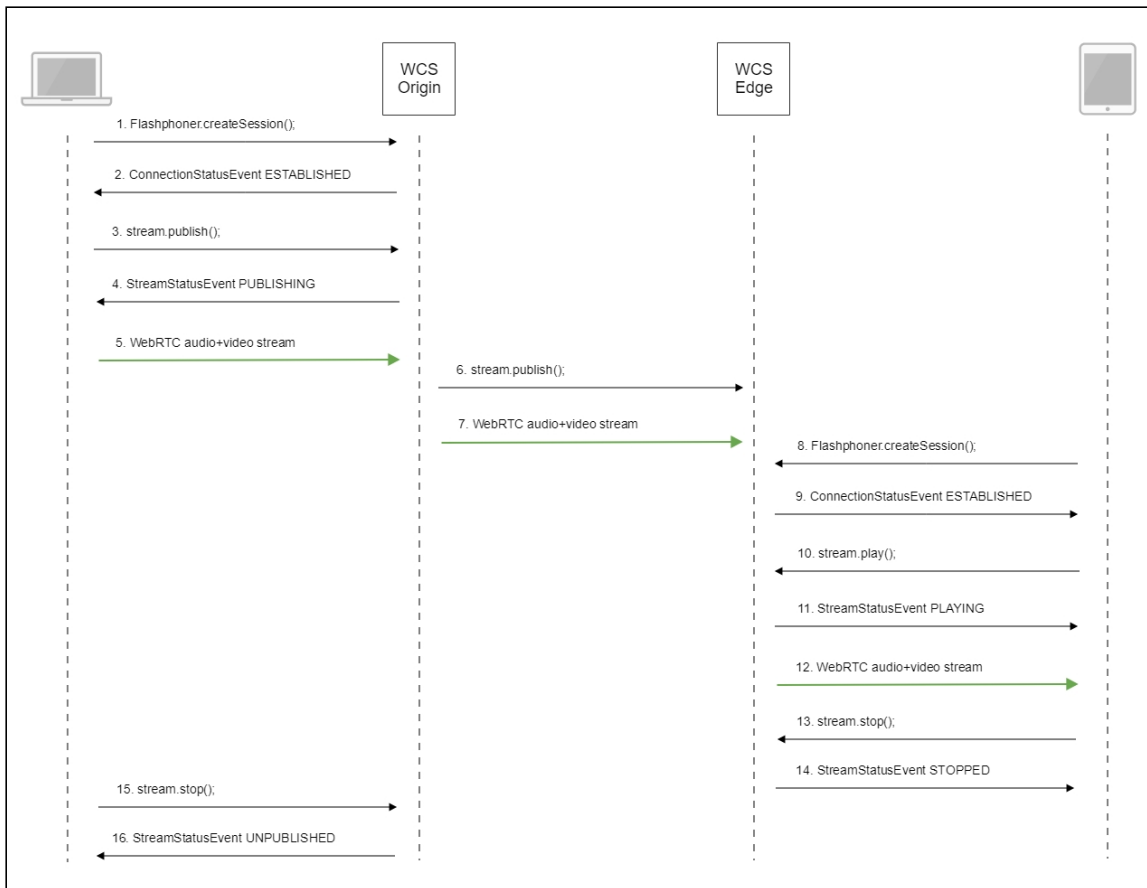 WCS
Origin
WCS
Edge
1. Flashphoner.createSession();
2. ConnectionStatusEvent ESTABLISHED
3. stream.publish();
4. StreamStatusEvent PUBLISHING
5. WebRTC audio+video stream
6. stream.publish();
7. WebRTC audio+video stream
8. Flashphoner.createSession();
9. ConnectionStatusEvent ESTABLISHED
10. stream.play();
11. StreamStatusEvent PLAYING
12. WebRTC audio+video stream
13. stream.stop();
14. StreamStatusEvent STOPPED
15. stream.stop();
16. StreamStatusEvent UNPUBLISHED